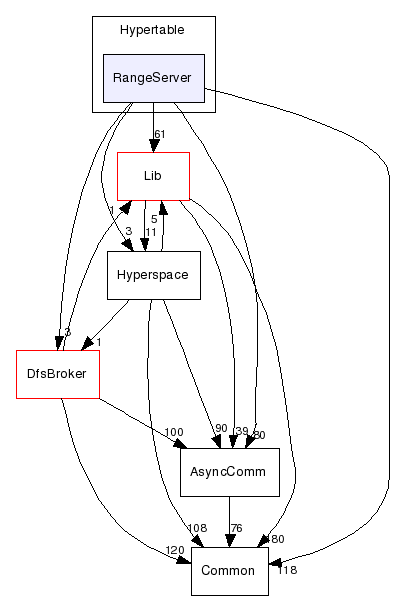 Hypertable
RangeServer
61
Lib
1
3
11
5
Hyperspace
3
1
DfsBroker
100
90
39
80
AsyncComm
108
76
80
120
Common
118